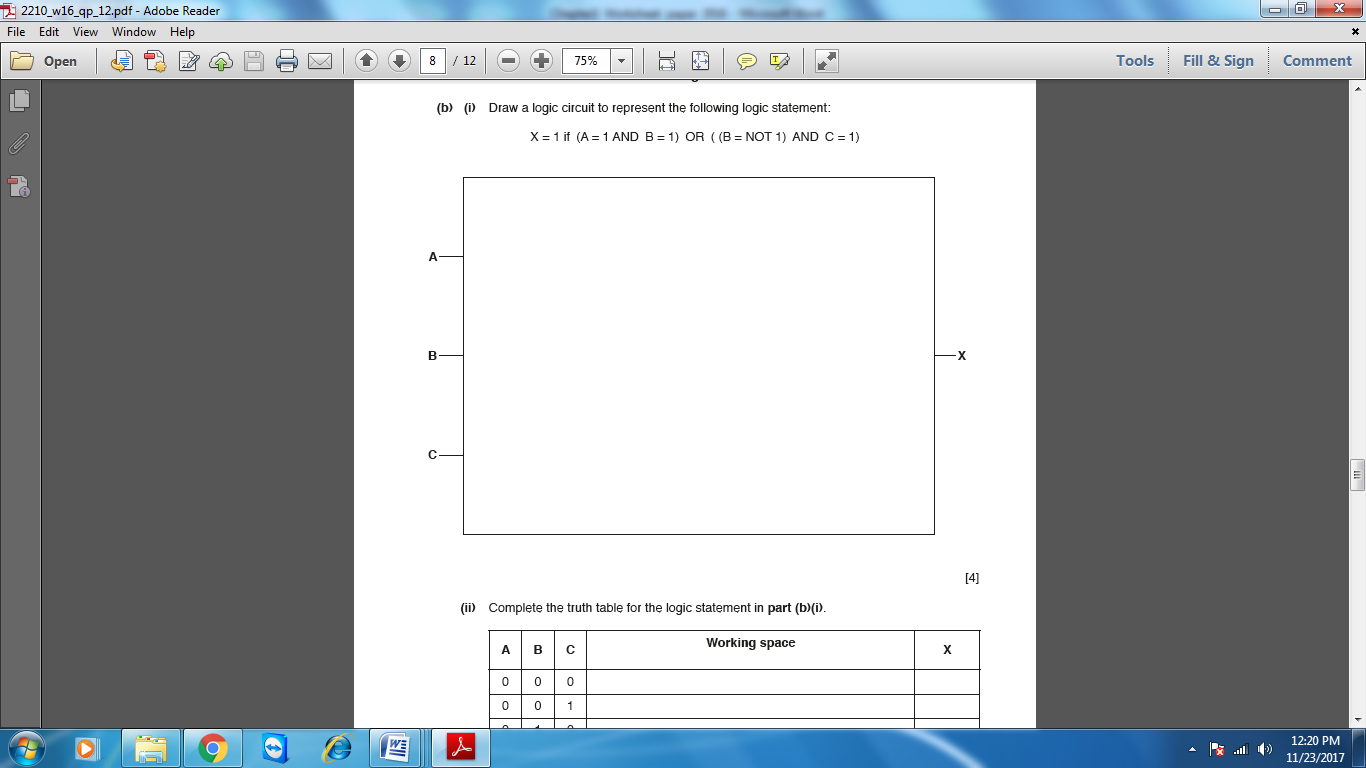 2210_w16_qp_12.pdf - Adobe Reader
File Edit View Window Help
Open 8 / 12 75% Tools Fill & Sign Comment
(b) (i) Draw a logic circuit to represent the following logic statement:
X = 1 if (A = 1 AND B = 1) OR ( (B = NOT 1) AND C = 1)
A
B X
C
[4]
(ii) Complete the truth table for the logic statement in part (b)(i).
A B C Working space X
0 0 0
0 0 1
12:20 PM
11/23/2017